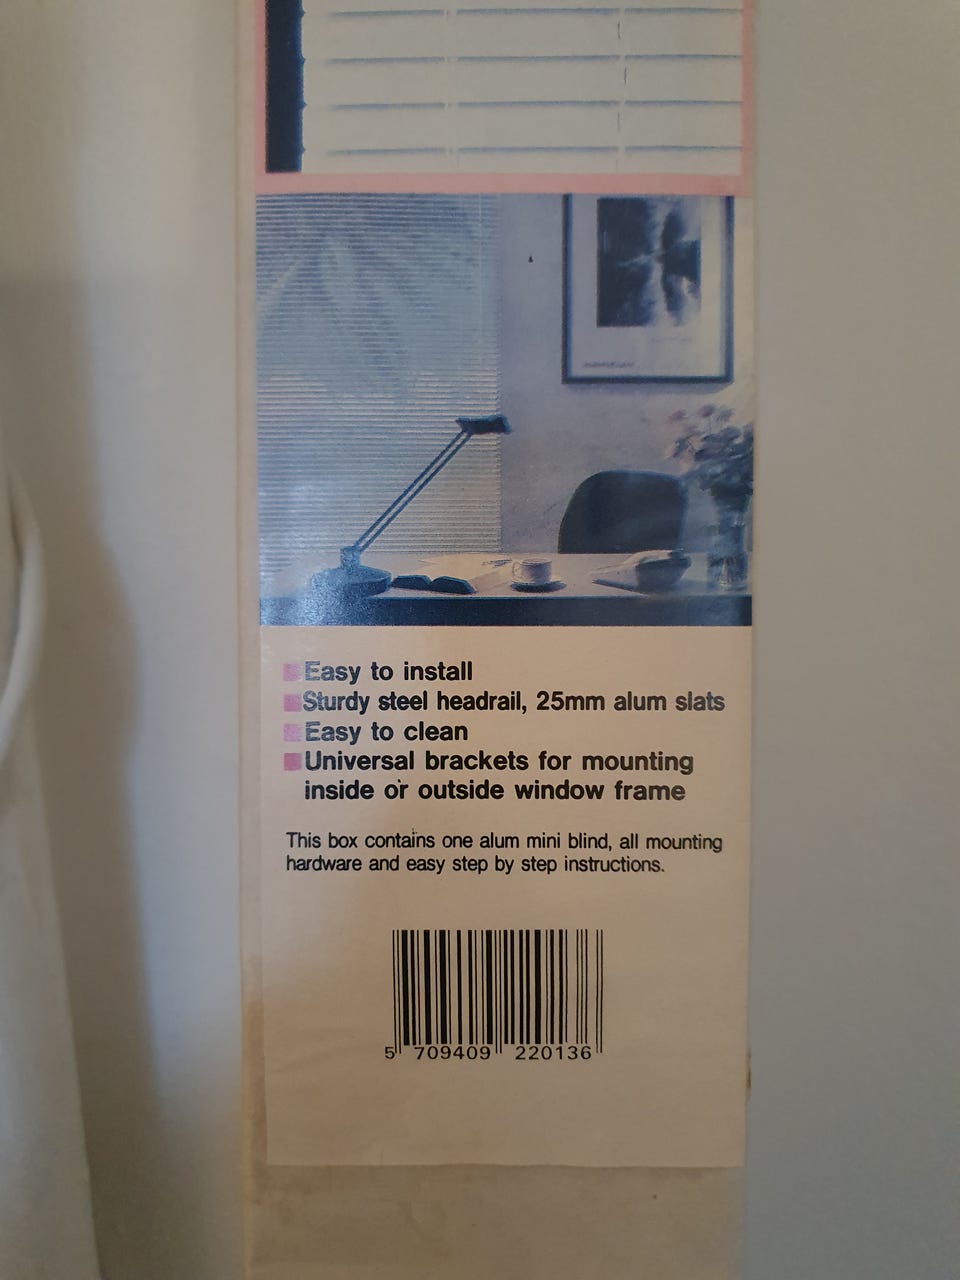 Easy to install
Sturdy steel headrail, 25mm alum slats
Easy to clean
Universal brackets for mounting
inside or outside window frame
This box contains one alum mini blind, all mounting
hardware and easy step by step instructions.
5 709409 220136